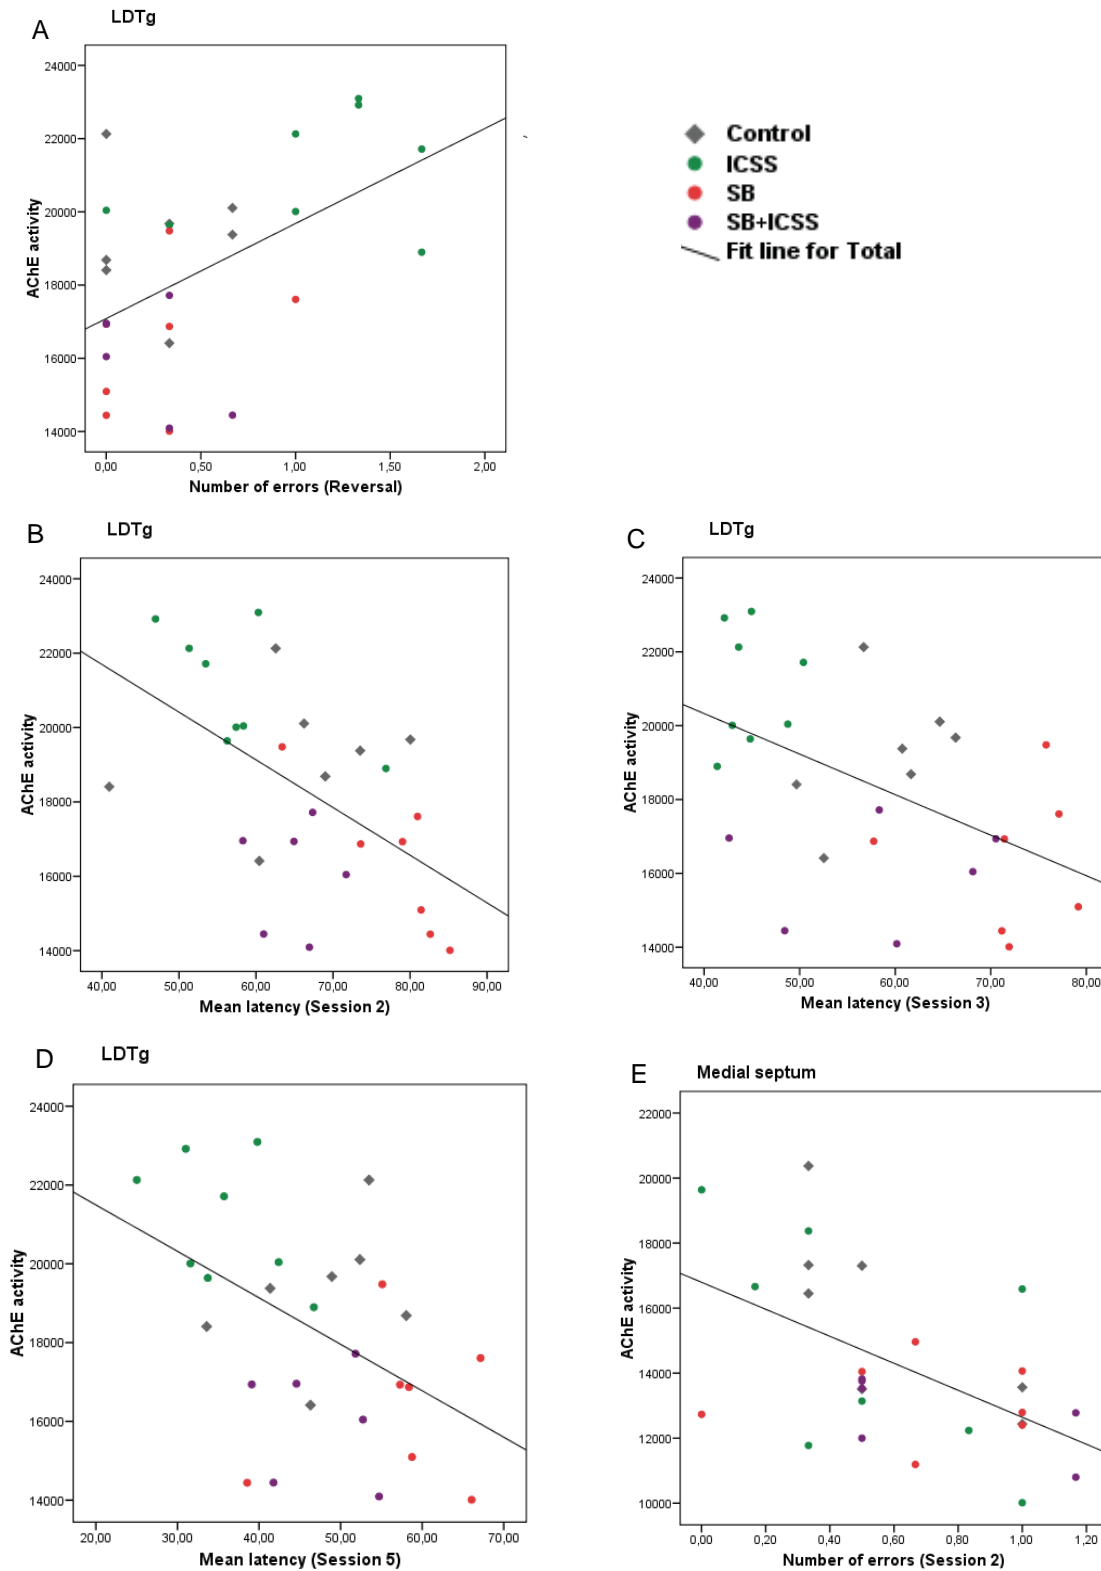 A
LDTg
24000
22000
20000
18000
16000
14000
AChE activity
0,00 0,50 1,00 1,50 2,00
Number of errors (Reversal)
Control
ICSS
SB
SB+ICSS
Fit line for Total
B
LDTg
24000
22000
20000
18000
16000
14000
AChE activity
40,00 50,00 60,00 70,00 80,00 90,00
Mean latency (Session 2)
C
LDTg
24000
22000
20000
18000
16000
14000
AChE activity
40,00 50,00 60,00 70,00 80,00
Mean latency (Session 3)
D
LDTg
24000
22000
20000
18000
16000
14000
AChE activity
20,00 30,00 40,00 50,00 60,00 70,00
Mean latency (Session 5)
E
Medial septum
22000
20000
18000
16000
14000
12000
10000
AChE activity
0,00 0,20 0,40 0,60 0,80 1,00 1,20
Number of errors (Session 2)